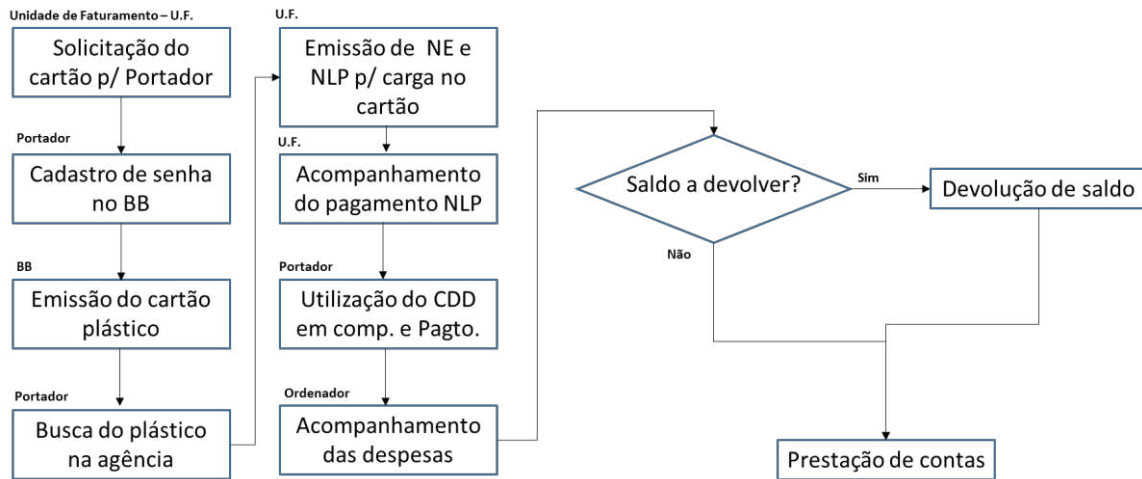 Unidade de Faturamento – U.F.
Solicitação do
cartão p/ Portador
Portador
Cadastro de senha
no BB
BB
Emissão do cartão
plástico
Portador
Busca do plástico
na agência
U.F.
Emissão de NE e
NLP p/ carga no
cartão
U.F.
Acompanhamento
do pagamento NLP
Portador
Utilização do CDD
em comp. e Pagto.
Ordenador
Acompanhamento
das despesas
Saldo a devolver?
Sim
Devolução de saldo
Não
Prestação de contas